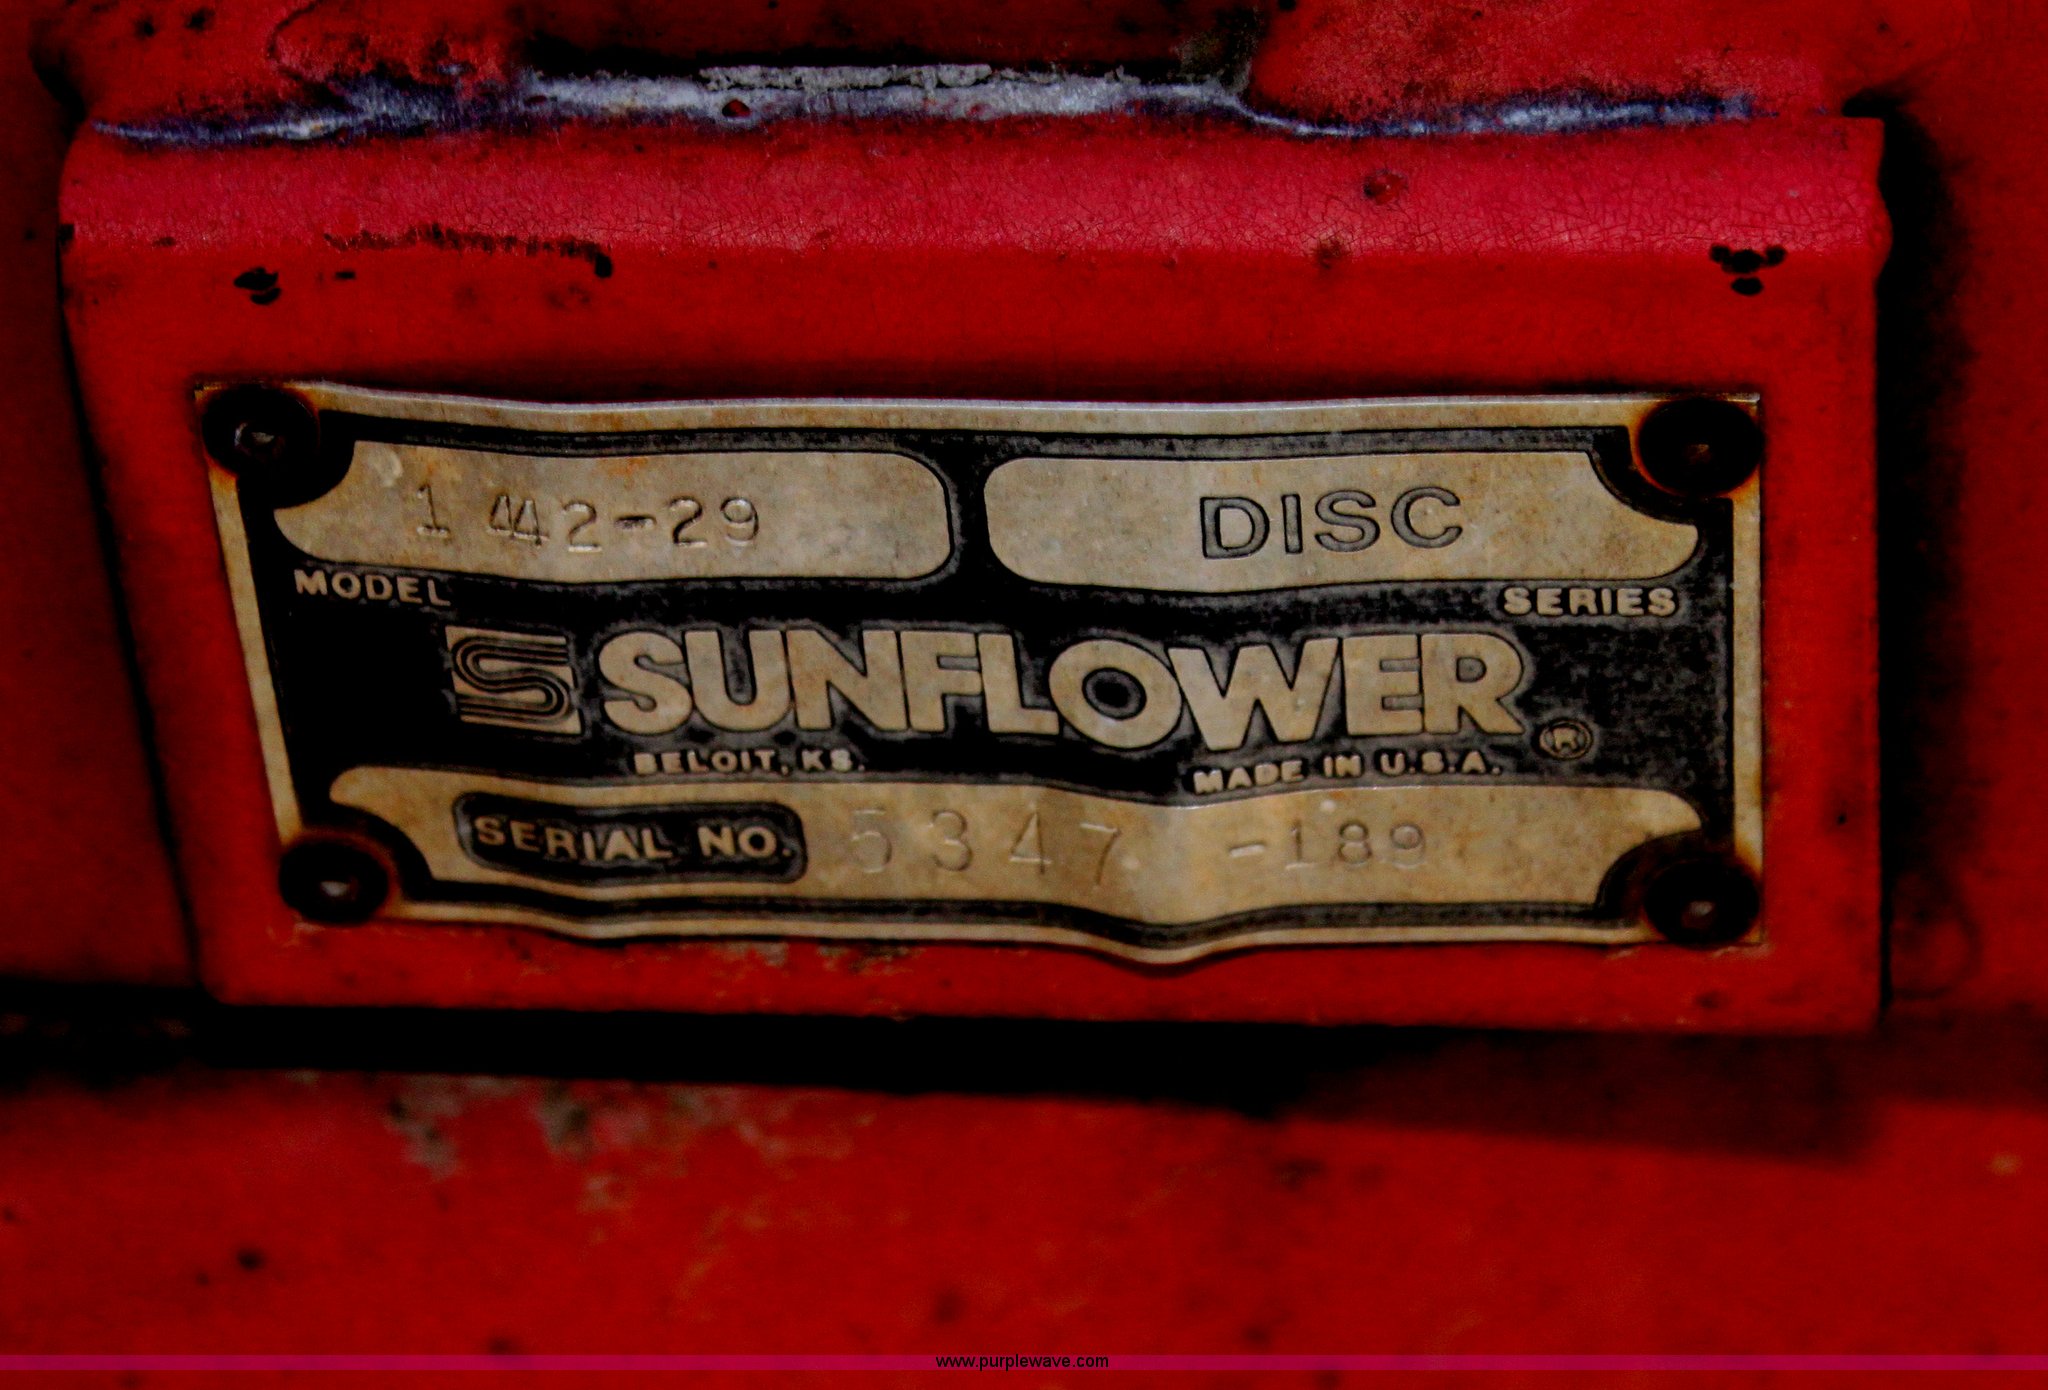 1 442-29 DISC
MODEL SERIES
SUNFLOWER ®
BELOIT, KS. MADE IN U.S.A.
SERIAL NO. 5347 -189
www.purplewave.com